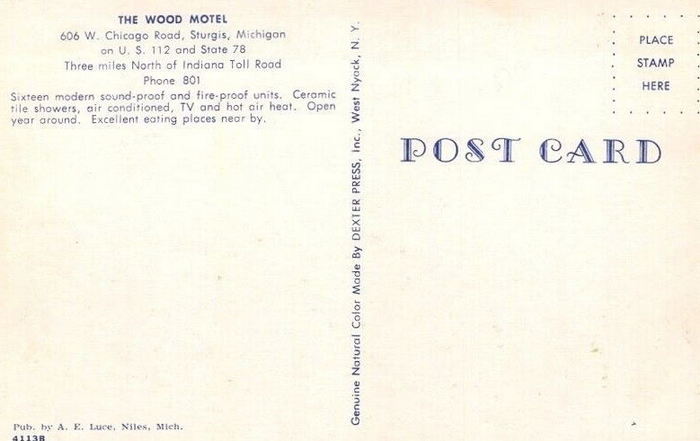 THE WOOD MOTEL
606 W. Chicago Road, Sturgis, Michigan
on U. S. 112 and State 78
Three miles North of Indiana Toll Road
Phone 801
Sixteen modern sound-proof and fire-proof units. Ceramic
tile showers, air conditioned, TV and hot air heat. Open
year around. Excellent eating places near by.
Pub. by A. E. Luce, Niles, Mich.
4113B
Genuine Natural Color Made By DEXTER PRESS, Inc., West Nyack, N. Y.
PLACE
STAMP
HERE
POST CARD